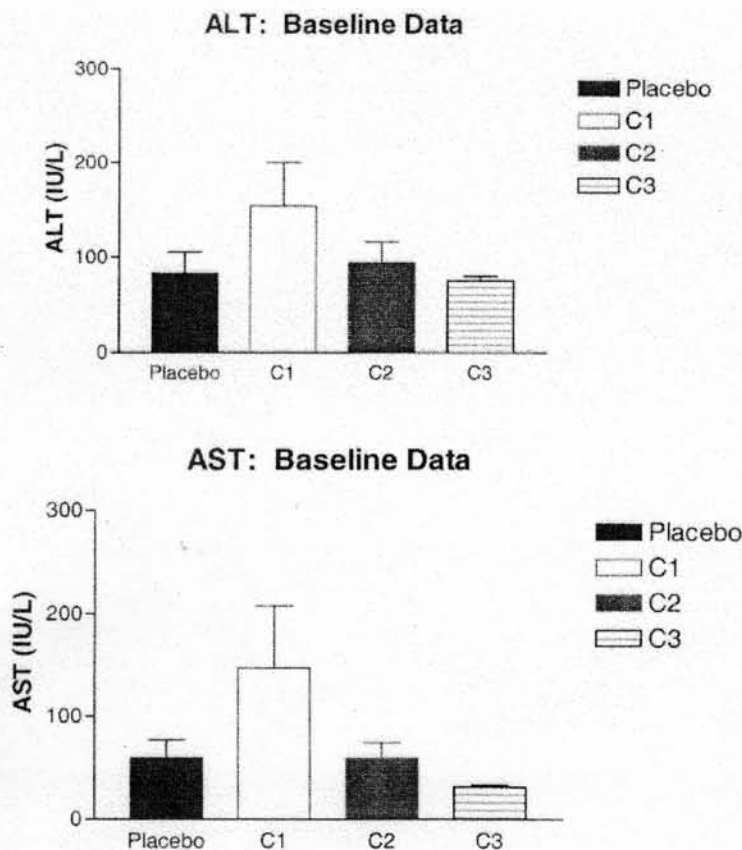 ALT: Baseline Data
300
200
100
0
ALT (IU/L)
Placebo
C1
C2
C3
Placebo
C1
C2
C3
AST: Baseline Data
300
200
100
0
AST (IU/L)
Placebo
C1
C2
C3
Placebo
C1
C2
C3